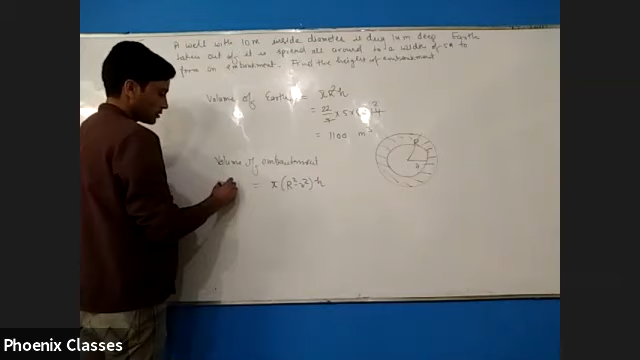 A well with 10 m inside diameter is dug 14 m deep Earth
taken out of it is spread all around to a width of 5m to
form an embankment. Find the height of embankment
Volume of Earth = πR²h
= 22/7 × 5 × 5 × 14
= 1100 m³
Volume of embankment
= π(R²-r²)h
R
Phoenix Classes